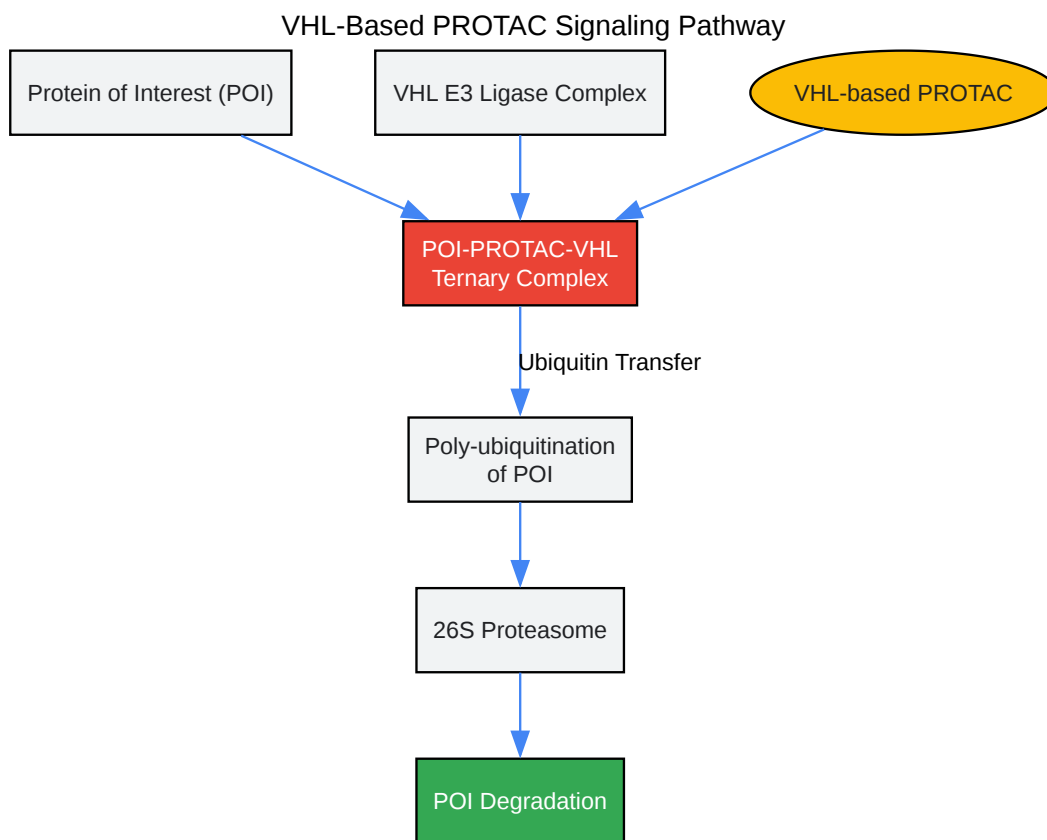 VHL-Based PROTAC Signaling Pathway
Protein of Interest (POI)
VHL E3 Ligase Complex
VHL-based PROTAC
POI-PROTAC-VHL
Ternary Complex
Ubiquitin Transfer
Poly-ubiquitination
of POI
26S Proteasome
POI Degradation